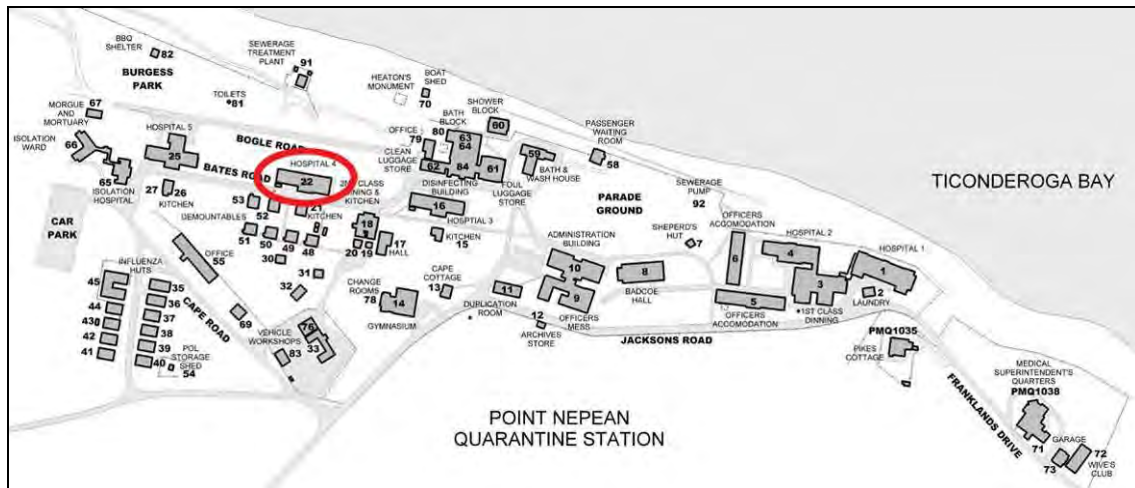 BBQ
SHELTER
82
BURGESS
PARK
SEWERAGE
TREATMENT
PLANT
91
TOILETS
81
HEATON'S
MONUMENT
BOAT
SHED
70
SHOWER
BLOCK
60
BATH
BLOCK
80
63
64
OFFICE
79
CLEAN
LUGGAGE
STORE
62
84
61
DISINFECTING
BUILDING
FOUL
LUGGAGE
STORE
59
BATH &
WASH HOUSE
PASSENGER
WAITING
ROOM
58
TICONDEROGA BAY
67
MORGUE
AND
MORTUARY
ISOLATION
WARD
66
65
ISOLATION
HOSPITAL
HOSPITAL 5
25
BOGLE ROAD
BATES ROAD
HOSPITAL 4
22
27
26
KITCHEN
53
52
21
KITCHEN
DEMOUNTABLES
51
50
49
48
30
31
32
2ND CLASS
DINING &
KITCHEN
18
20
19
17
HALL
16
HOSPTIAL 3
KITCHEN
15
PARADE
GROUND
SEWERAGE
PUMP
92
SHEPERD'S
HUT
7
OFFICERS
ACCOMODATION
6
HOSPITAL 2
4
HOSPITAL 1
1
2
LAUNDRY
3
1ST CLASS
DINNING
5
OFFICERS
ACCOMODATION
ADMINISTRATION
BUILDING
10
9
OFFICERS
MESS
8
BADCOE
HALL
11
DUPLICATION
ROOM
12
ARCHIVES
STORE
CAPE
COTTAGE
13
CHANGE
ROOMS
78
14
GYMNASIUM
CAR
PARK
OFFICE
55
INFLUENZA
HUTS
45
44
43
42
41
35
36
37
38
39
40
POL
STORAGE
SHED
54
CAPE ROAD
69
VEHICLE
WORKSHOPS
76
33
83
JACKSONS ROAD
PMQ1035
PIKES
COTTAGE
FRANKLANDS DRIVE
MEDICAL
SUPERINTENDENT'S
QUARTERS
PMQ1038
71
GARAGE
73
72
WIVE'S
CLUB
POINT NEPEAN
QUARANTINE STATION